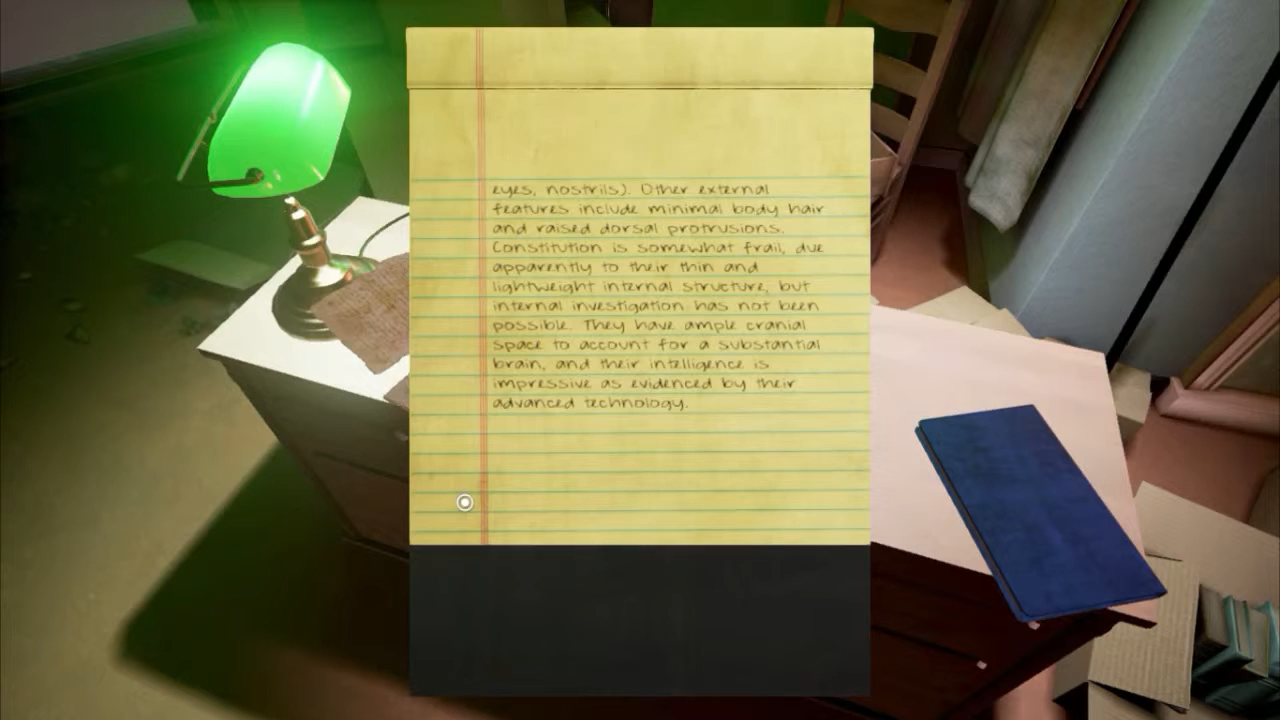 eyes, nostrils). Other external
features include minimal body hair
and raised dorsal protrusions.
Constitution is somewhat frail, due
apparently to their thin and
lightweight internal structure, but
internal investigation has not been
possible. They have ample cranial
space to account for a substantial
brain, and their intelligence is
impressive as evidenced by their
advanced technology.